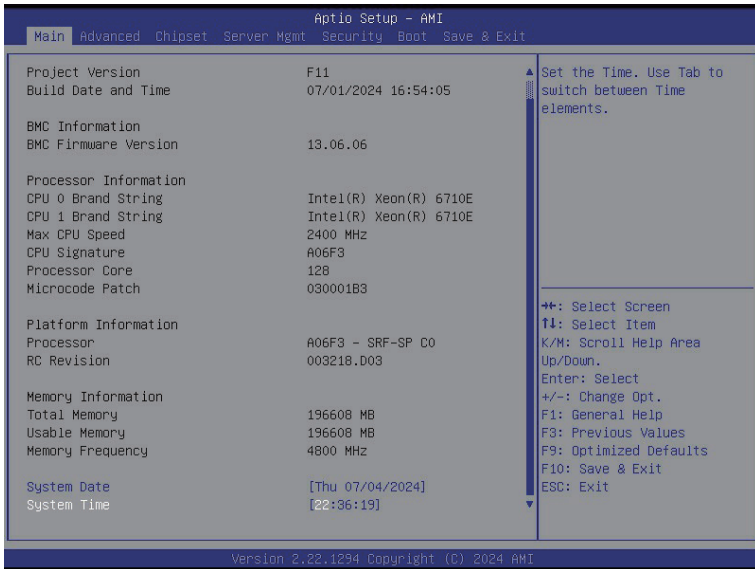 Aptio Setup - AMI
Main Advanced Chipset Server Mgmt Security Boot Save & Exit
Project Version F11
Build Date and Time 07/01/2024 16:54:05
BMC Information
BMC Firmware Version 13.06.06
Processor Information
CPU 0 Brand String Intel(R) Xeon(R) 6710E
CPU 1 Brand String Intel(R) Xeon(R) 6710E
Max CPU Speed 2400 MHz
CPU Signature A06F3
Processor Core 128
Microcode Patch 030001B3
Platform Information
Processor A06F3 - SRF-SP C0
RC Revision 003218.D03
Memory Information
Total Memory 196608 MB
Usable Memory 196608 MB
Memory Frequency 4800 MHz
System Date [Thu 07/04/2024]
System Time [22:36:19]
Set the Time. Use Tab to
switch between Time
elements.
→←: Select Screen
↑↓: Select Item
K/M: Scroll Help Area
Up/Down.
Enter: Select
+/-: Change Opt.
F1: General Help
F3: Previous Values
F9: Optimized Defaults
F10: Save & Exit
ESC: Exit
Version 2.22.1294 Copyright (C) 2024 AMI